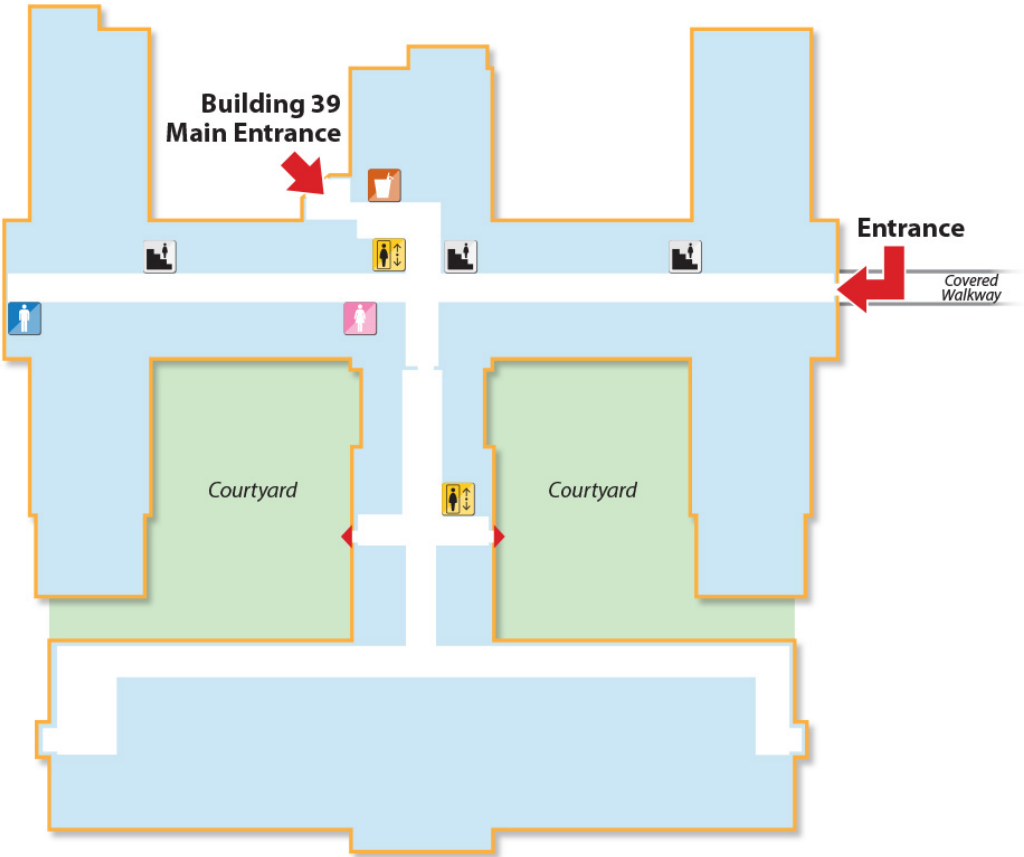 Building 39
Main Entrance
Entrance
Covered
Walkway
Courtyard
Courtyard